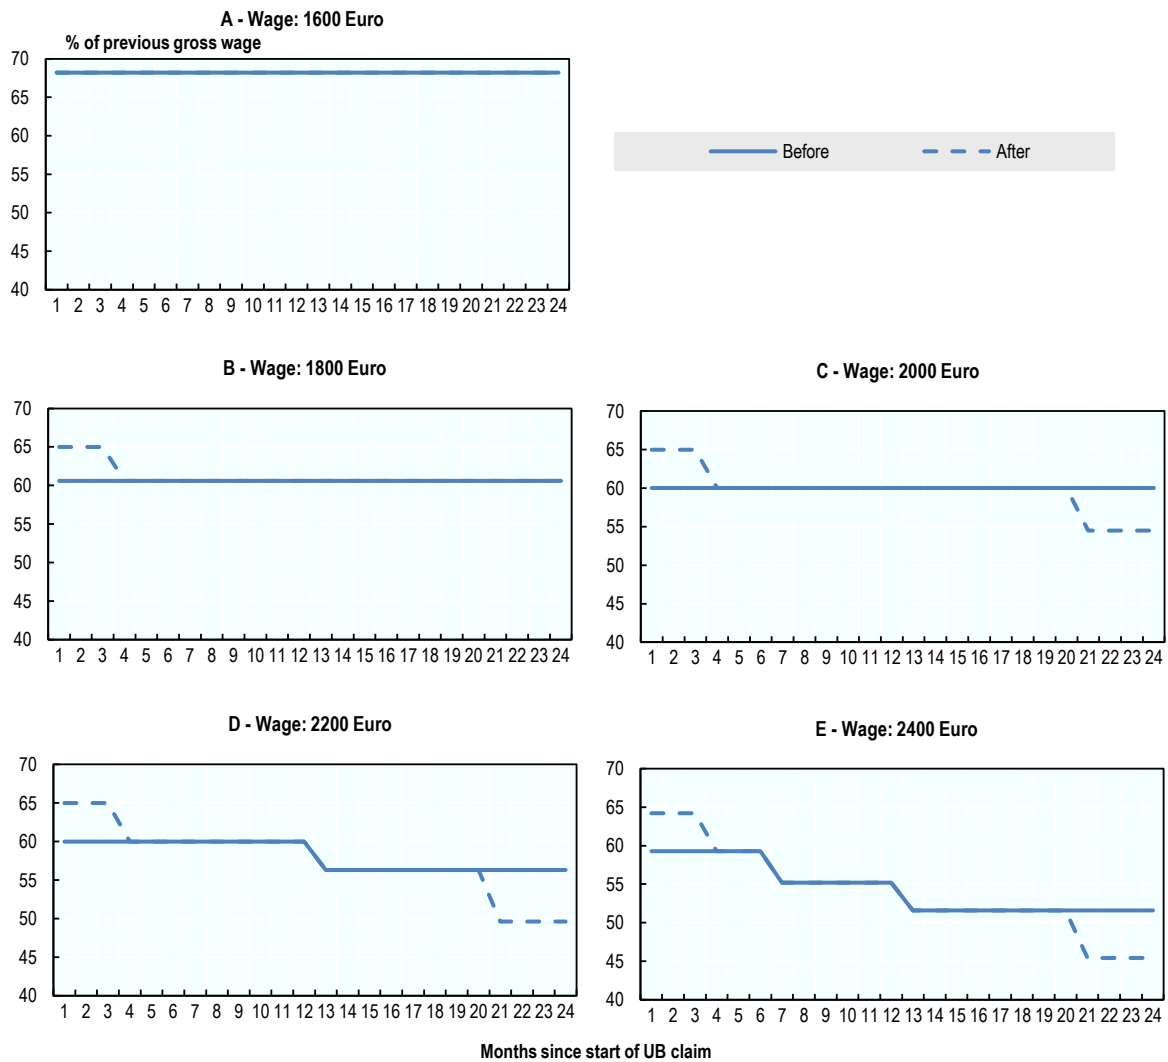 A - Wage: 1600 Euro
% of previous gross wage
70
65
60
55
50
45
40
1 2 3 4 5 6 7 8 9 10 11 12 13 14 15 16 17 18 19 20 21 22 23 24
Before After
B - Wage: 1800 Euro
70
65
60
55
50
45
40
1 2 3 4 5 6 7 8 9 10 11 12 13 14 15 16 17 18 19 20 21 22 23 24
C - Wage: 2000 Euro
70
65
60
55
50
45
40
1 2 3 4 5 6 7 8 9 10 11 12 13 14 15 16 17 18 19 20 21 22 23 24
D - Wage: 2200 Euro
70
65
60
55
50
45
40
1 2 3 4 5 6 7 8 9 10 11 12 13 14 15 16 17 18 19 20 21 22 23 24
E - Wage: 2400 Euro
70
65
60
55
50
45
40
1 2 3 4 5 6 7 8 9 10 11 12 13 14 15 16 17 18 19 20 21 22 23 24
Months since start of UB claim